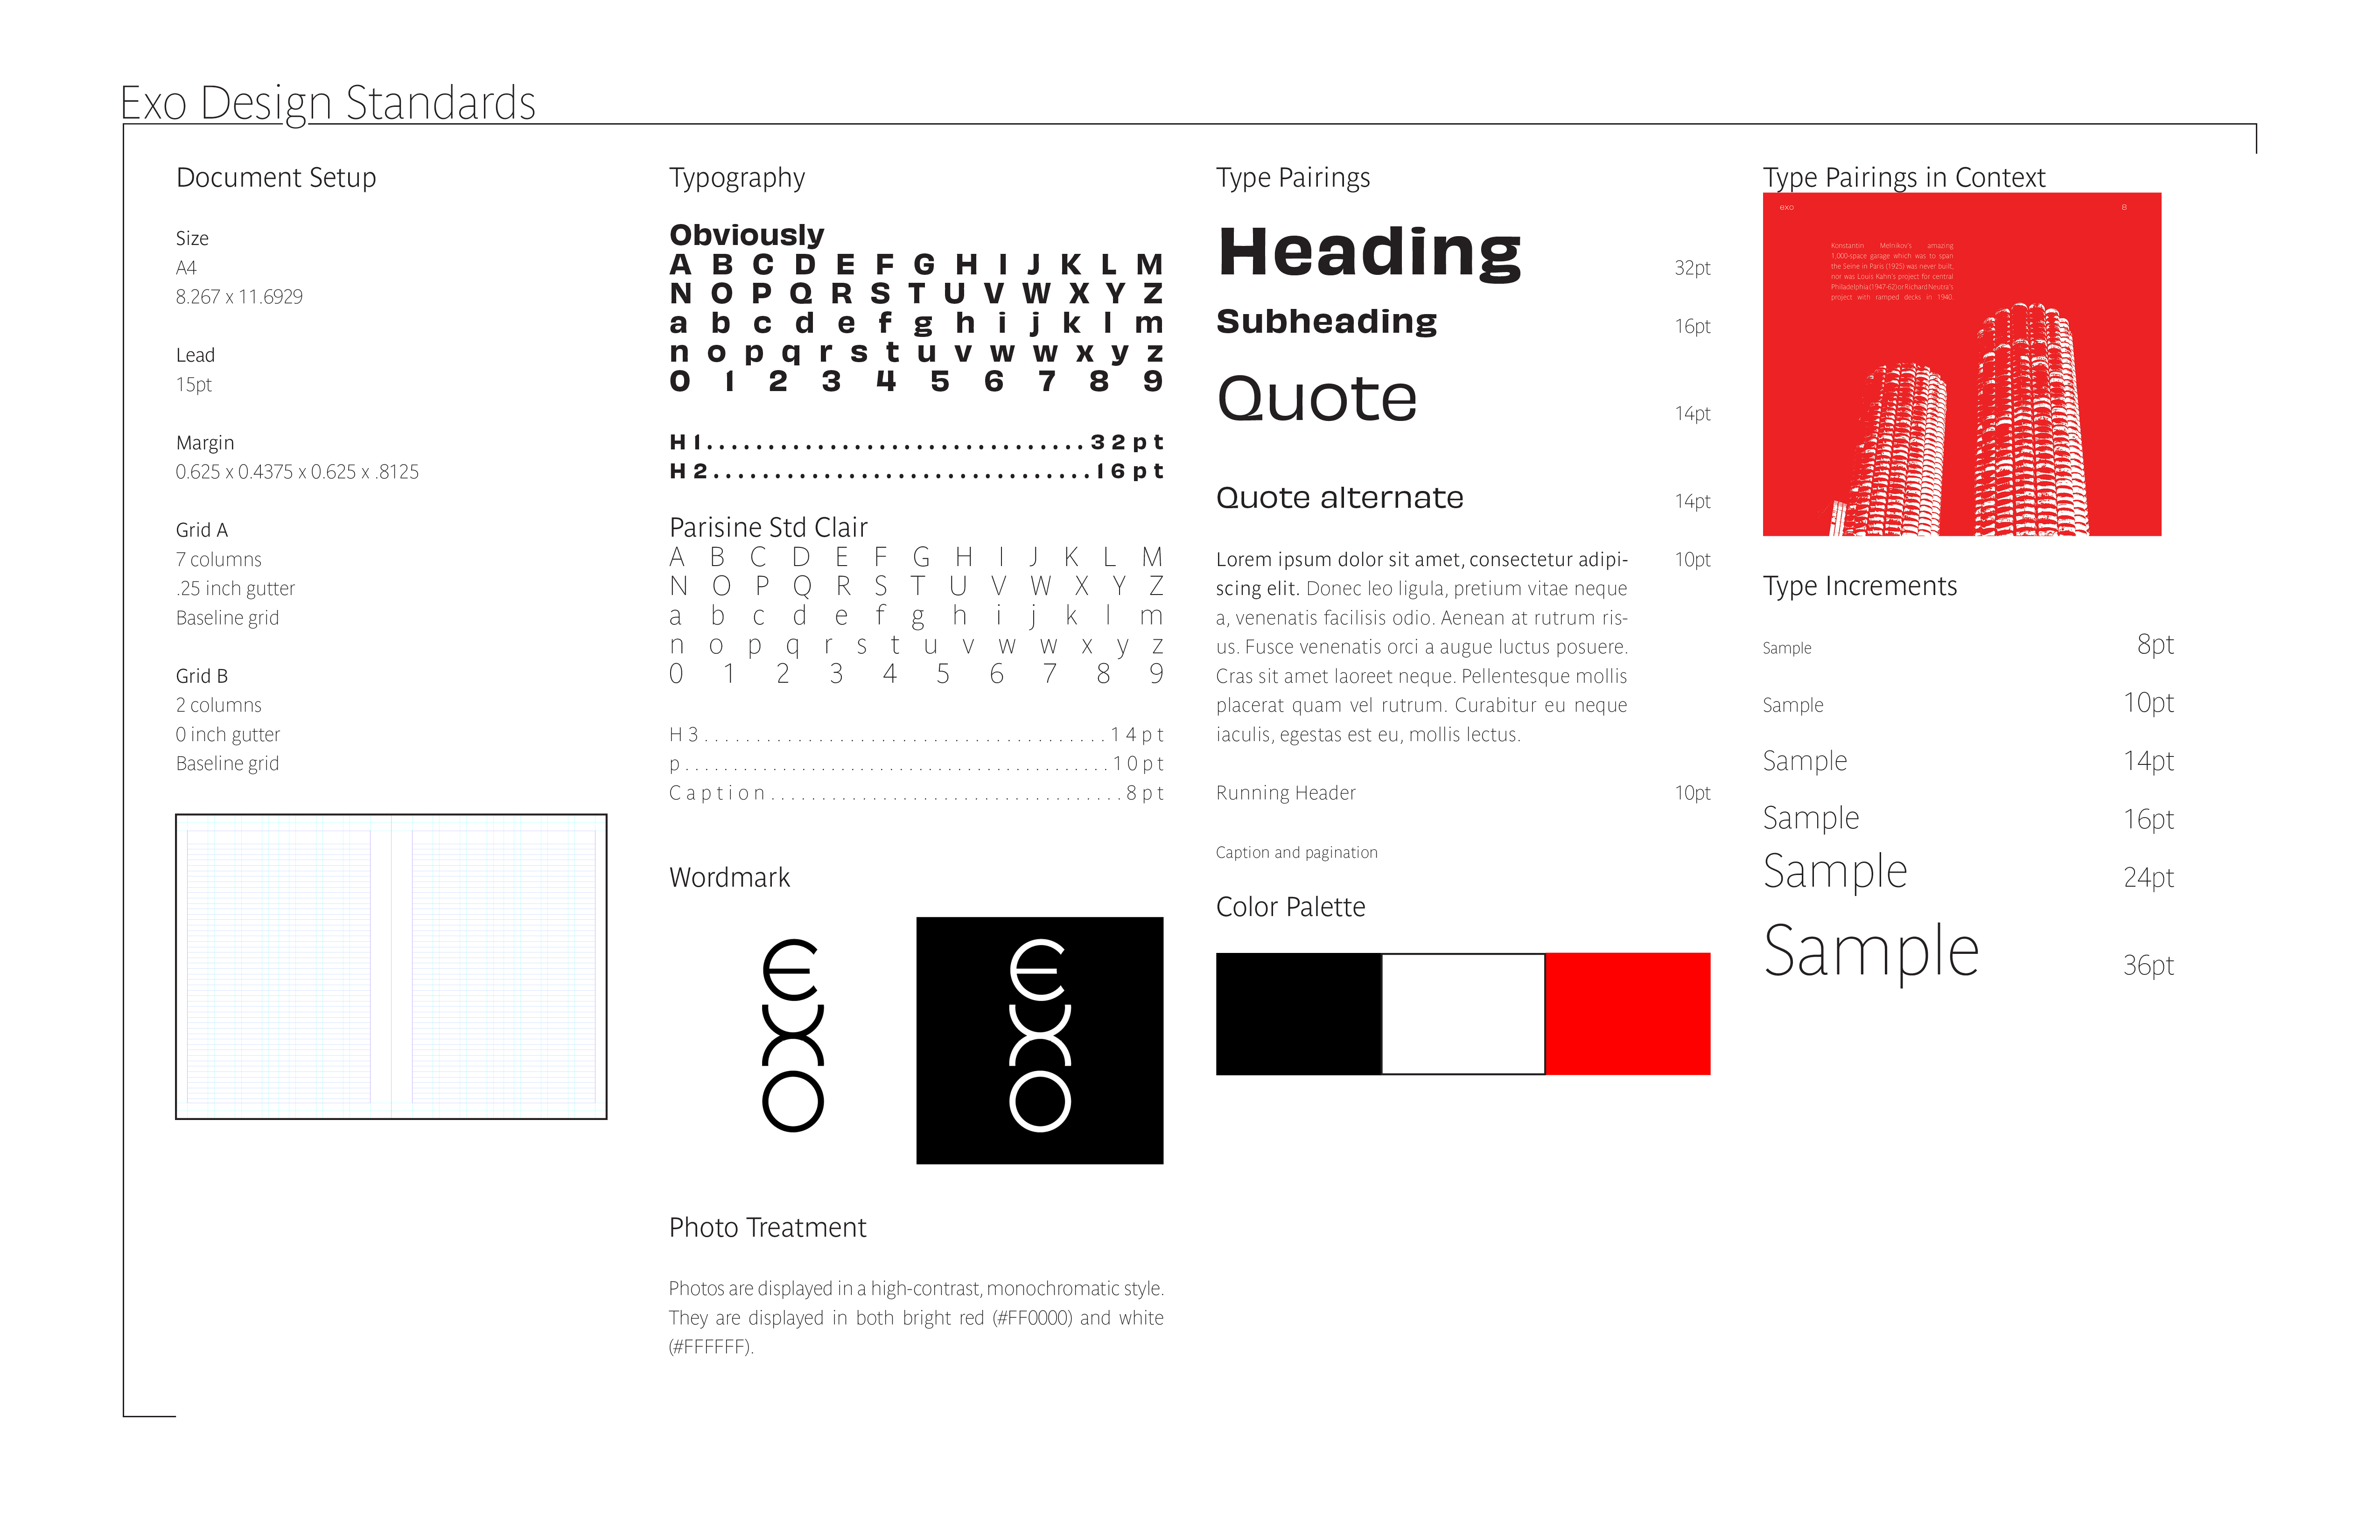 Exo Design Standards
Document Setup
Size
A4
8.267 x 11.6929
Lead
15pt
Margin
0.625 x 0.4375 x 0.625 x .8125
Grid A
7 columns
.25 inch gutter
Baseline grid
Grid B
2 columns
0 inch gutter
Baseline grid
Typography
Obviously
A B C D E F G H I J K L M
N O P Q R S T U V W X Y Z
a b c d e f g h i j k l m
n o p q r s t u v w w x y z
0 1 2 3 4 5 6 7 8 9
H1..............................32pt
H2..............................16pt
Parisine Std Clair
A B C D E F G H I J K L M
N O P Q R S T U V W X Y Z
a b c d e f g h i j k l m
n o p q r s t u v w w x y z
0 1 2 3 4 5 6 7 8 9
H3.......................................14pt
p.........................................10pt
Caption..................................8pt
Wordmark
exo
exo
Photo Treatment
Photos are displayed in a high-contrast, monochromatic style.
They are displayed in both bright red (#FF0000) and white
(#FFFFFF).
Type Pairings
Heading 32pt
Subheading 16pt
Quote 14pt
Quote alternate 14pt
Lorem ipsum dolor sit amet, consectetur adipi- 10pt
scing elit. Donec leo ligula, pretium vitae neque
a, venenatis facilisis odio. Aenean at rutrum ris-
us. Fusce venenatis orci a augue luctus posuere.
Cras sit amet laoreet neque. Pellentesque mollis
placerat quam vel rutrum. Curabitur eu neque
iaculis, egestas est eu, mollis lectus.
Running Header 10pt
Caption and pagination
Color Palette
Type Pairings in Context
exo 8
Konstantin Melnikov's amazing
1,000-space garage which was to span
the Seine in Paris (1925) was never built,
nor was Louis Kahn's project for central
Philadelphia (1947-62) or Richard Neutra's
project with ramped decks in 1940.
Type Increments
Sample 8pt
Sample 10pt
Sample 14pt
Sample 16pt
Sample 24pt
Sample 36pt